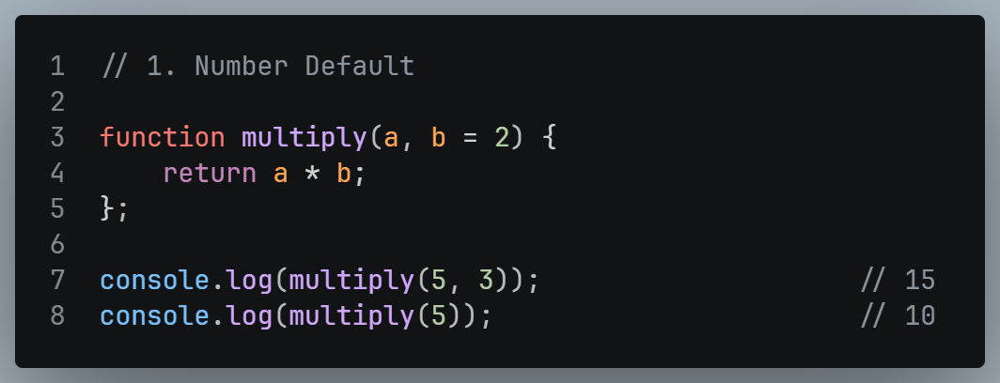 1 // 1. Number Default
2
3 function multiply(a, b = 2) {
4     return a * b;
5 };
6
7 console.log(multiply(5, 3)); // 15
8 console.log(multiply(5)); // 10